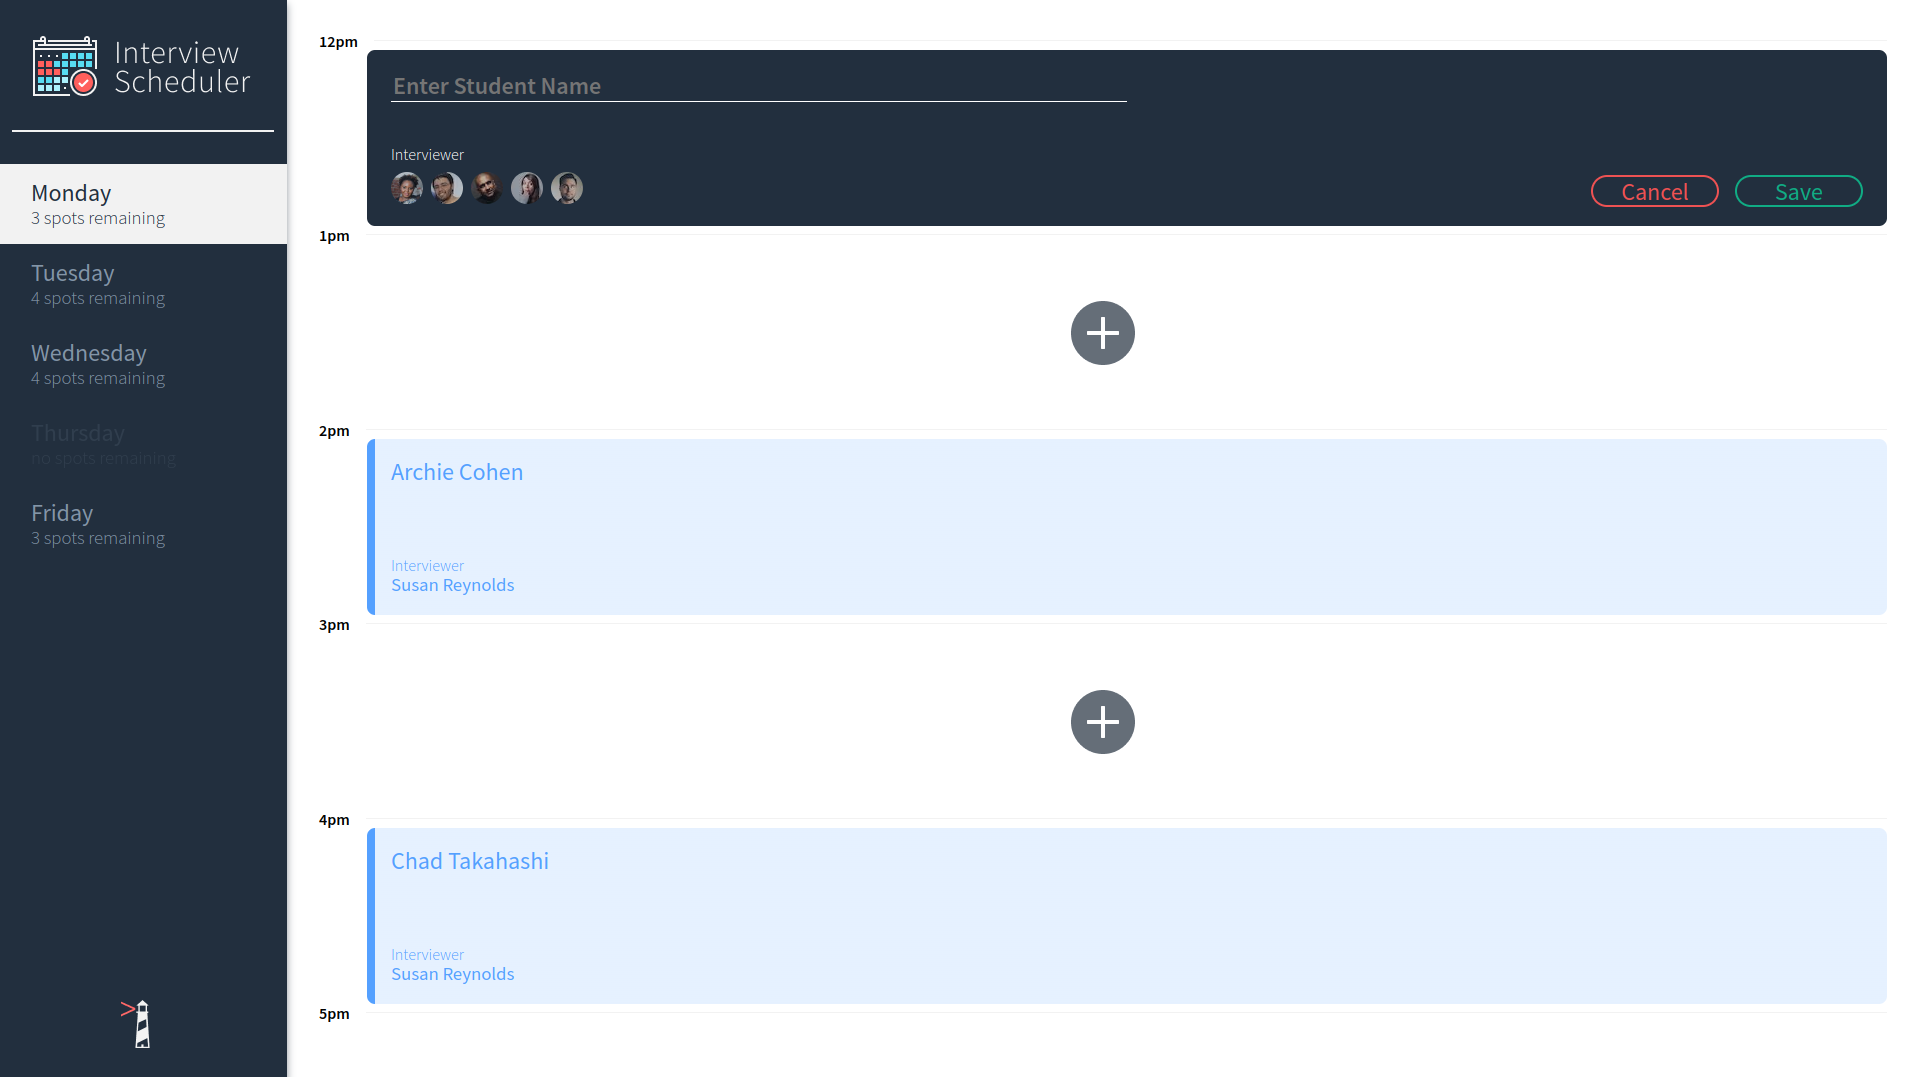 Interview
Scheduler
Monday
3 spots remaining
Tuesday
4 spots remaining
Wednesday
4 spots remaining
Thursday
no spots remaining
Friday
3 spots remaining
12pm
Enter Student Name
Interviewer
Cancel
Save
1pm
2pm
Archie Cohen
Interviewer
Susan Reynolds
3pm
4pm
Chad Takahashi
Interviewer
Susan Reynolds
5pm